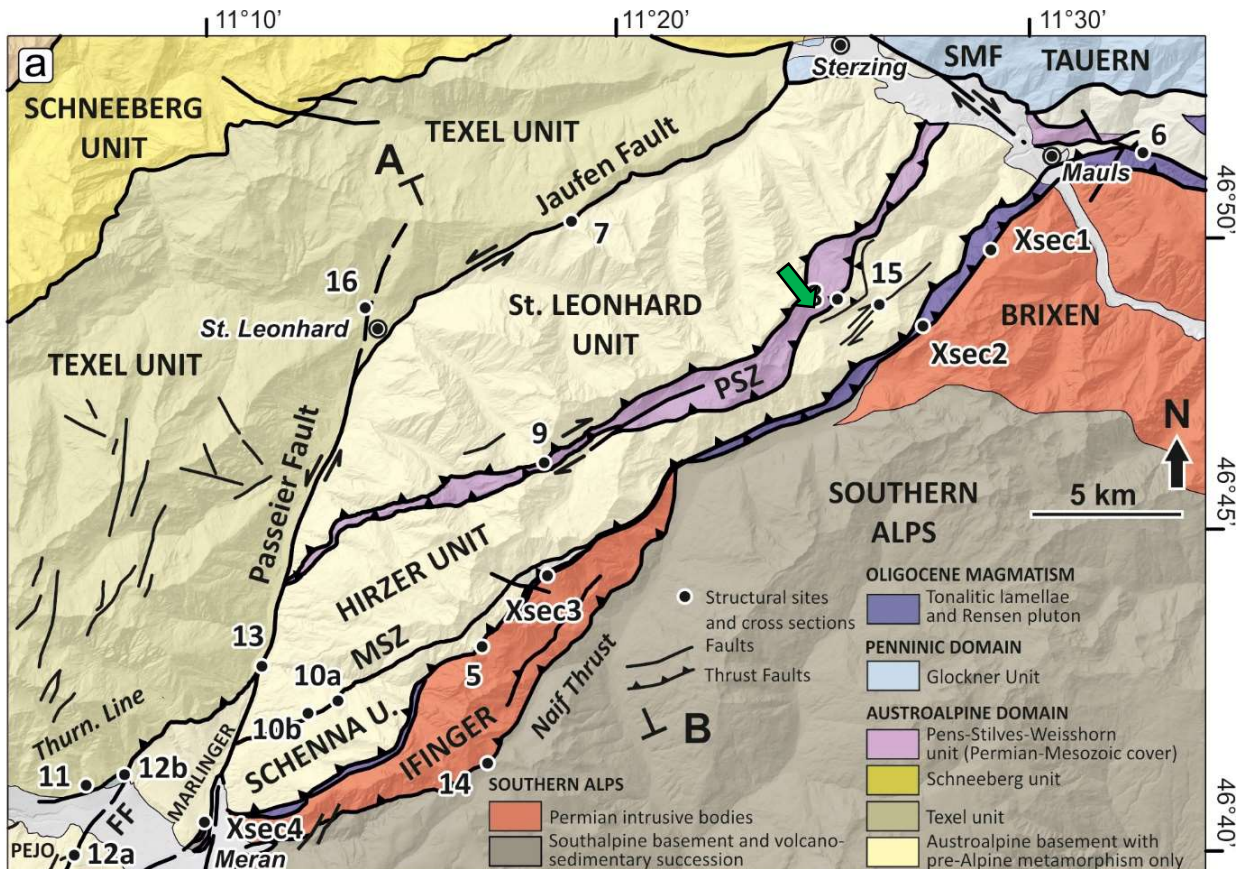 11°10'
11°20'
11°30'
a
SCHNEEBERG
UNIT
TEXEL UNIT
Sterzing
SMF
TAUERN
6
Mauls
46°50'
A
Jaufen Fault
7
Xsec1
16
St. Leonhard
St. LEONHARD
UNIT
15
BRIXEN
Xsec2
TEXEL UNIT
PSZ
N
9
Passeier Fault
SOUTHERN
ALPS
5 km
46°45'
HIRZER UNIT
Xsec3
MSZ
13
10a
10b
5
SCHENNA U.
IFINGER
Naif Thrust
B
Thurn. Line
11
12b
MARLINGER
FF
14
Xsec4
Meran
PEJO
12a
46°40'
Structural sites
and cross sections
Faults
Thrust Faults
SOUTHERN ALPS
Permian intrusive bodies
Southalpine basement and volcano-
sedimentary succession
OLIGOCENE MAGMATISM
Tonalitic lamellae
and Rensen pluton
PENNINIC DOMAIN
Glockner Unit
AUSTROALPINE DOMAIN
Pens-Stilves-Weisshorn
unit (Permian-Mesozoic cover)
Schneeberg unit
Texel unit
Austroalpine basement with
pre-Alpine metamorphism only